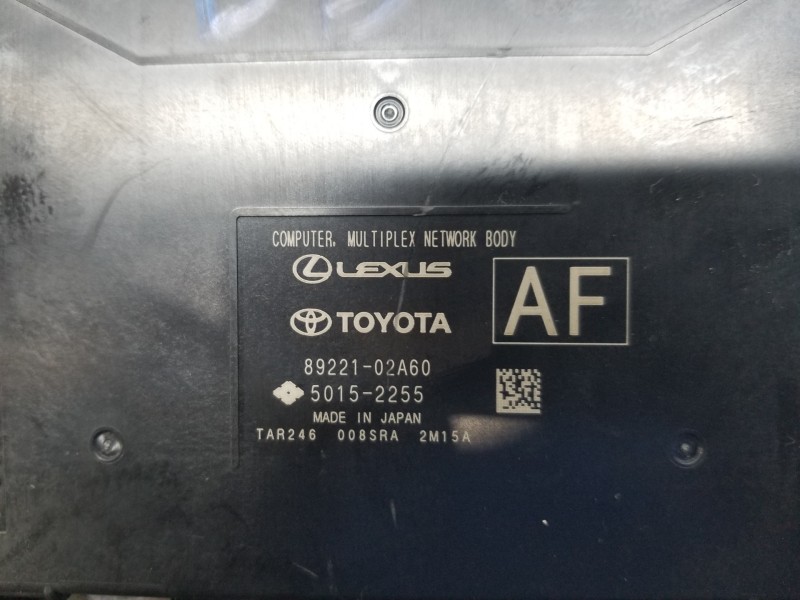 COMPUTER, MULTIPLEX NETWORK BODY
LEXUS
AF
TOYOTA
89221-02A60
5015-2255
MADE IN JAPAN
TAR246 008SRA 2M15A